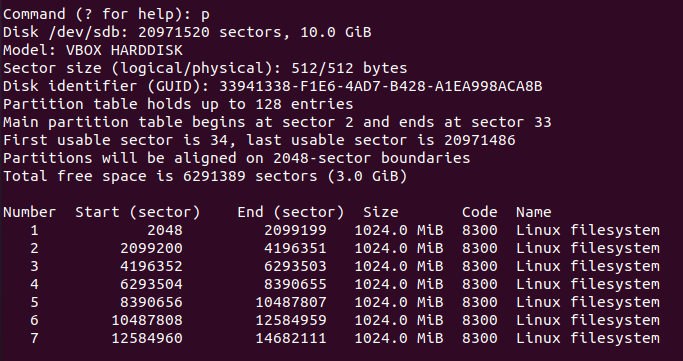 Command (? for help): p
Disk /dev/sdb: 20971520 sectors, 10.0 GiB
Model: VBOX HARDDISK
Sector size (logical/physical): 512/512 bytes
Disk identifier (GUID): 33941338-F1E6-4AD7-B428-A1EA998ACA8B
Partition table holds up to 128 entries
Main partition table begins at sector 2 and ends at sector 33
First usable sector is 34, last usable sector is 20971486
Partitions will be aligned on 2048-sector boundaries
Total free space is 6291389 sectors (3.0 GiB)
Number  Start (sector)    End (sector)  Size       Code  Name
   1            2048         2099199   1024.0 MiB  8300  Linux filesystem
   2         2099200         4196351   1024.0 MiB  8300  Linux filesystem
   3         4196352         6293503   1024.0 MiB  8300  Linux filesystem
   4         6293504         8390655   1024.0 MiB  8300  Linux filesystem
   5         8390656        10487807   1024.0 MiB  8300  Linux filesystem
   6        10487808        12584959   1024.0 MiB  8300  Linux filesystem
   7        12584960        14682111   1024.0 MiB  8300  Linux filesystem